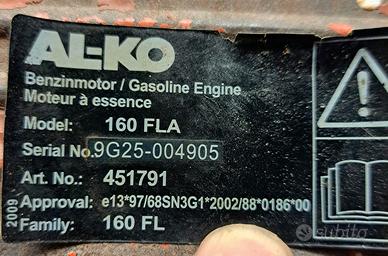 AL-KO
Benzinmotor / Gasoline Engine
Moteur à essence
Model: 160 FLA
Serial No. 9G25-004905
Art. No.: 451791
Approval: e13*97/68SN3G1*2002/88*0186*00
Family: 160 FL
2009
subito